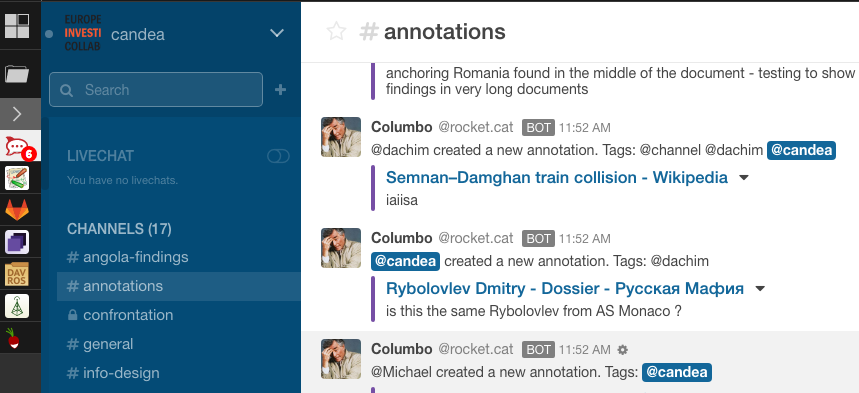 EUROPE
INVESTI
COLLAB
candea
Search
LIVECHAT
You have no livechats.
CHANNELS (17)
# angola-findings
# annotations
confrontation
# general
# info-design
6
DAV
ROS
# annotations
anchoring Romania found in the middle of the document - testing to show
findings in very long documents
Columbo @rocket.cat BOT 11:52 AM
@dachim created a new annotation. Tags: @channel @dachim @candea
Semnan–Damghan train collision - Wikipedia
iaiisa
Columbo @rocket.cat BOT 11:52 AM
@candea created a new annotation. Tags: @dachim
Rybolovlev Dmitry - Dossier - Русская Мафия
is this the same Rybolovlev from AS Monaco ?
Columbo @rocket.cat BOT 11:52 AM
@Michael created a new annotation. Tags: @candea